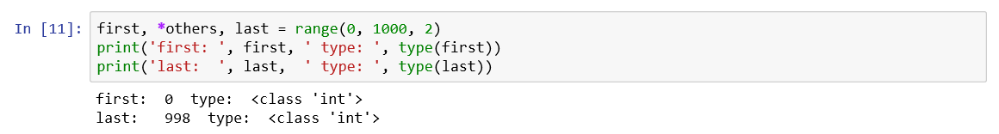 In [11]: first, *others, last = range(0, 1000, 2)
print('first: ', first, ' type: ', type(first))
print('last:  ', last,  ' type: ', type(last))
first:  0  type:  <class 'int'>
last:   998  type:  <class 'int'>